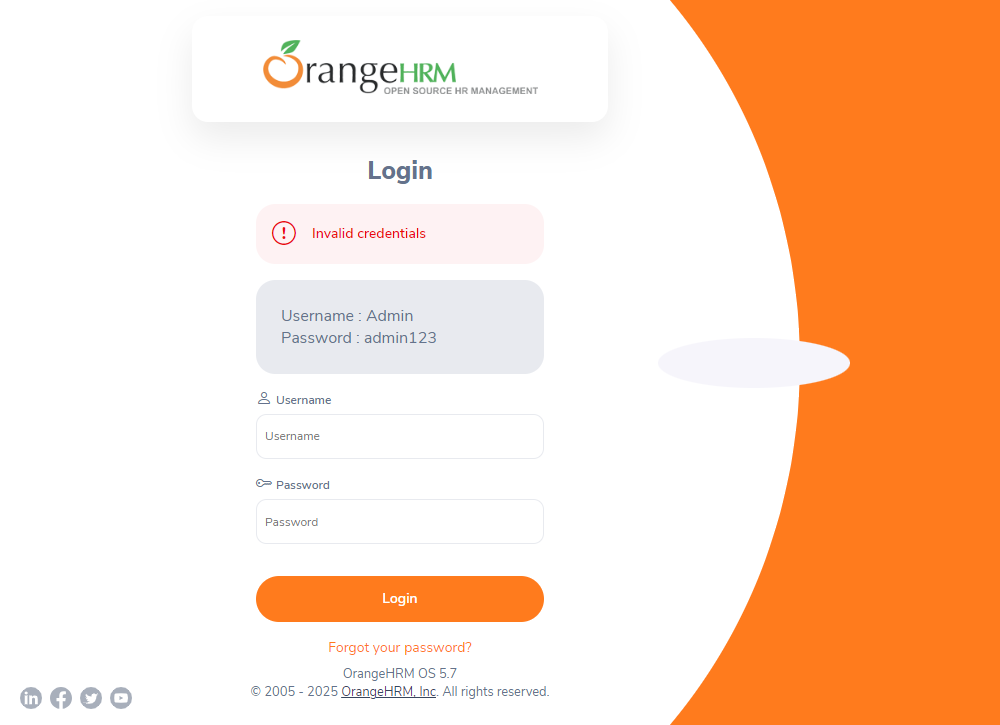 OrangeHRM
OPEN SOURCE HR MANAGEMENT
Login
Invalid credentials
Username : Admin
Password : admin123
Username
Username
Password
Password
Login
Forgot your password?
OrangeHRM OS 5.7
© 2005 - 2025 OrangeHRM, Inc. All rights reserved.